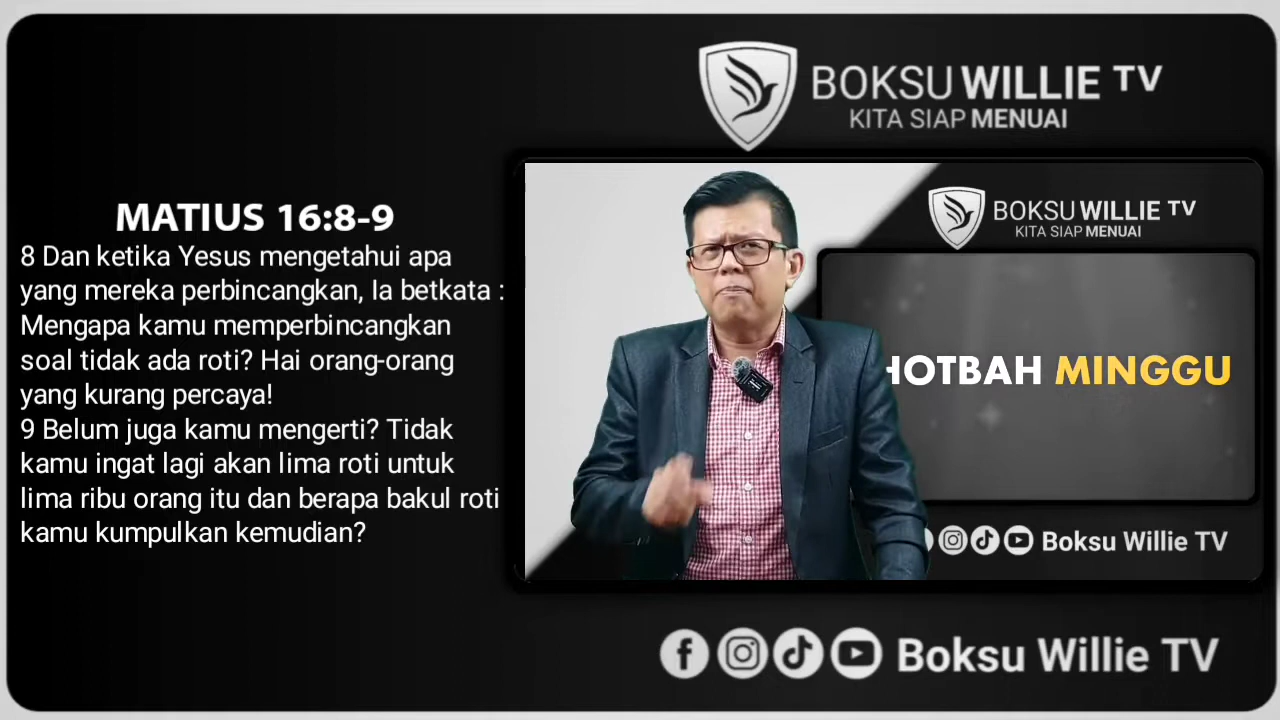 BOKSU WILLIE TV
KITA SIAP MENUAI
MATIUS 16:8-9
8 Dan ketika Yesus mengetahui apa
yang mereka perbincangkan, Ia betkata :
Mengapa kamu memperbincangkan
soal tidak ada roti? Hai orang-orang
yang kurang percaya!
9 Belum juga kamu mengerti? Tidak
kamu ingat lagi akan lima roti untuk
lima ribu orang itu dan berapa bakul roti
kamu kumpulkan kemudian?
BOKSU WILLIE TV
KITA SIAP MENUAI
HOTBAH MINGGU
Boksu Willie TV
Boksu Willie TV